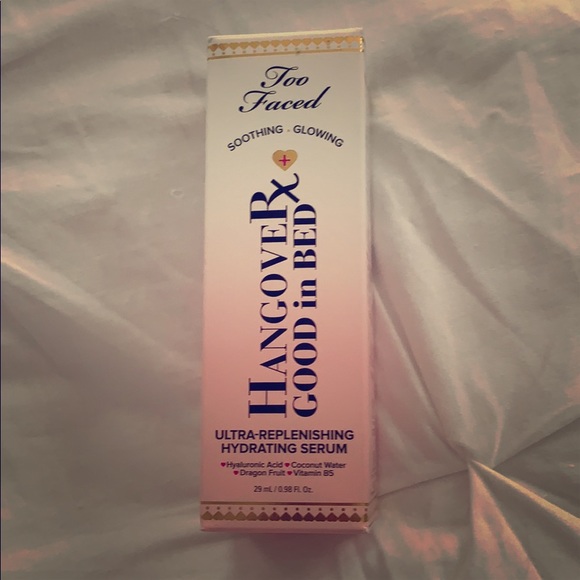 Too
Faced
SOOTHING · GLOWING
HANGOVERx
GOOD in BED
ULTRA-REPLENISHING
HYDRATING SERUM
♥Hyaluronic Acid ♥Coconut Water
♥Dragon Fruit ♥Vitamin B5
29 mL / 0.98 Fl. Oz.